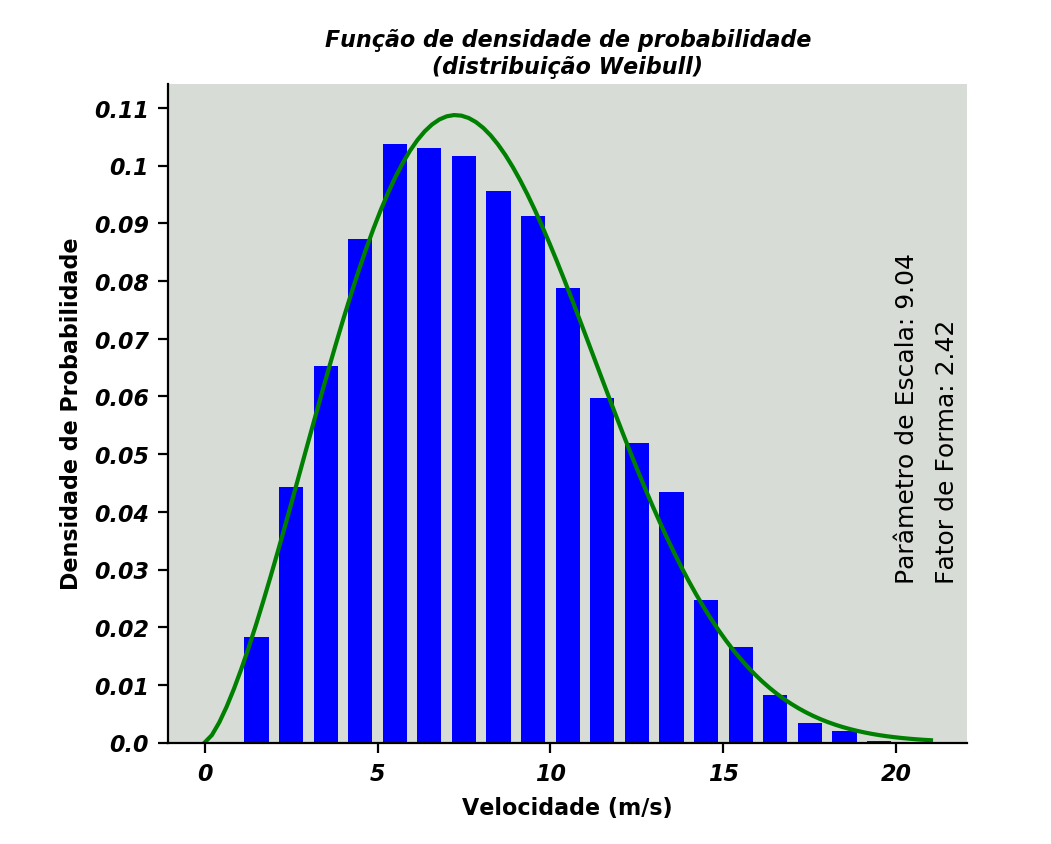 Função de densidade de probabilidade
(distribuição Weibull)
Densidade de Probabilidade
0.11
0.1
0.09
0.08
0.07
0.06
0.05
0.04
0.03
0.02
0.01
0.0
Parâmetro de Escala: 9.04
Fator de Forma: 2.42
0
5
10
15
20
Velocidade (m/s)